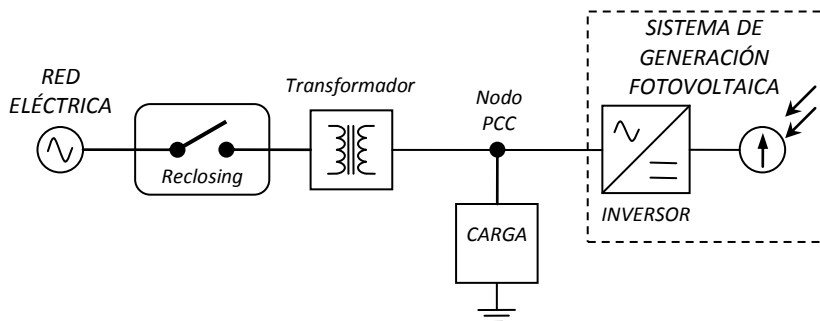 RED
ELÉCTRICA
Reclosing
Transformador
Nodo
PCC
CARGA
SISTEMA DE
GENERACIÓN
FOTOVOLTAICA
INVERSOR